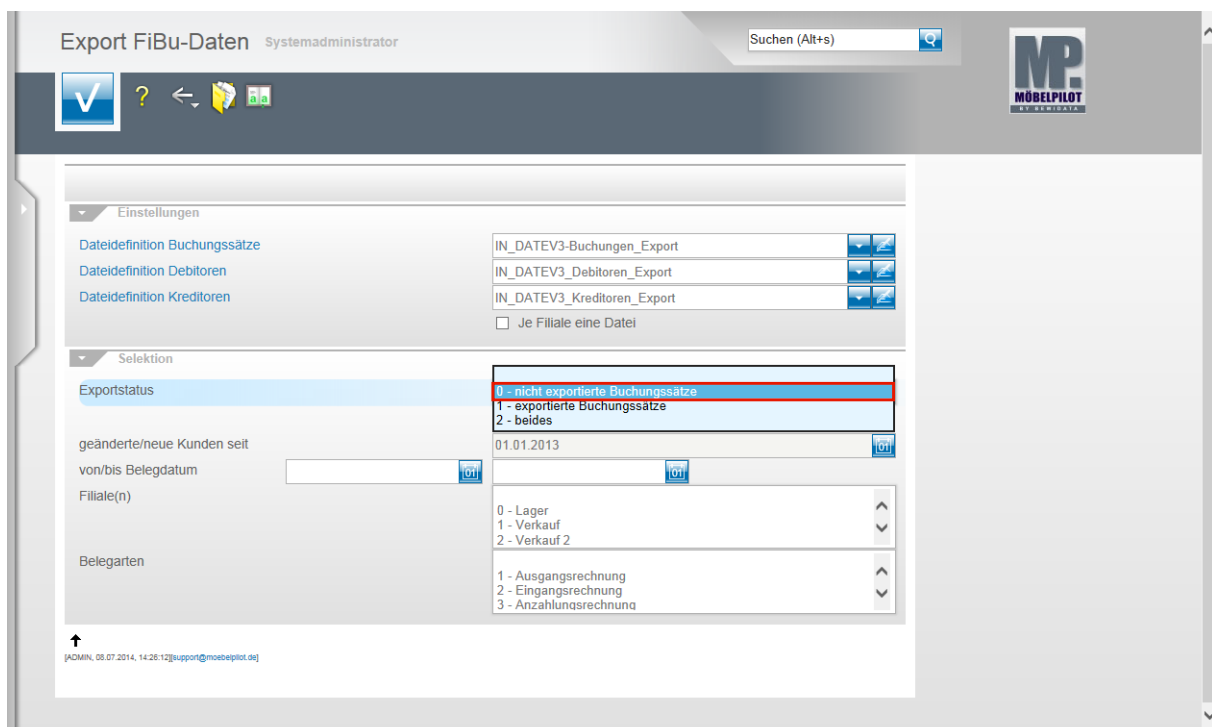 Export FiBu-Daten Systemadministrator
Suchen (Alt+s)
MP.
MÖBELPILOT
BY BEWIDATA
√ ? a a
Einstellungen
Dateidefinition Buchungssätze IN_DATEV3-Buchungen_Export
Dateidefinition Debitoren IN_DATEV3_Debitoren_Export
Dateidefinition Kreditoren IN_DATEV3_Kreditoren_Export
Je Filiale eine Datei
Selektion
Exportstatus 0 - nicht exportierte Buchungssätze
1 - exportierte Buchungssätze
2 - beides
geänderte/neue Kunden seit 01.01.2013
von/bis Belegdatum
Filiale(n)
0 - Lager
1 - Verkauf
2 - Verkauf 2
Belegarten
1 - Ausgangsrechnung
2 - Eingangsrechnung
3 - Anzahlungsrechnung
[ADMIN, 08.07.2014, 14:26:12][support@moebelpilot.de]